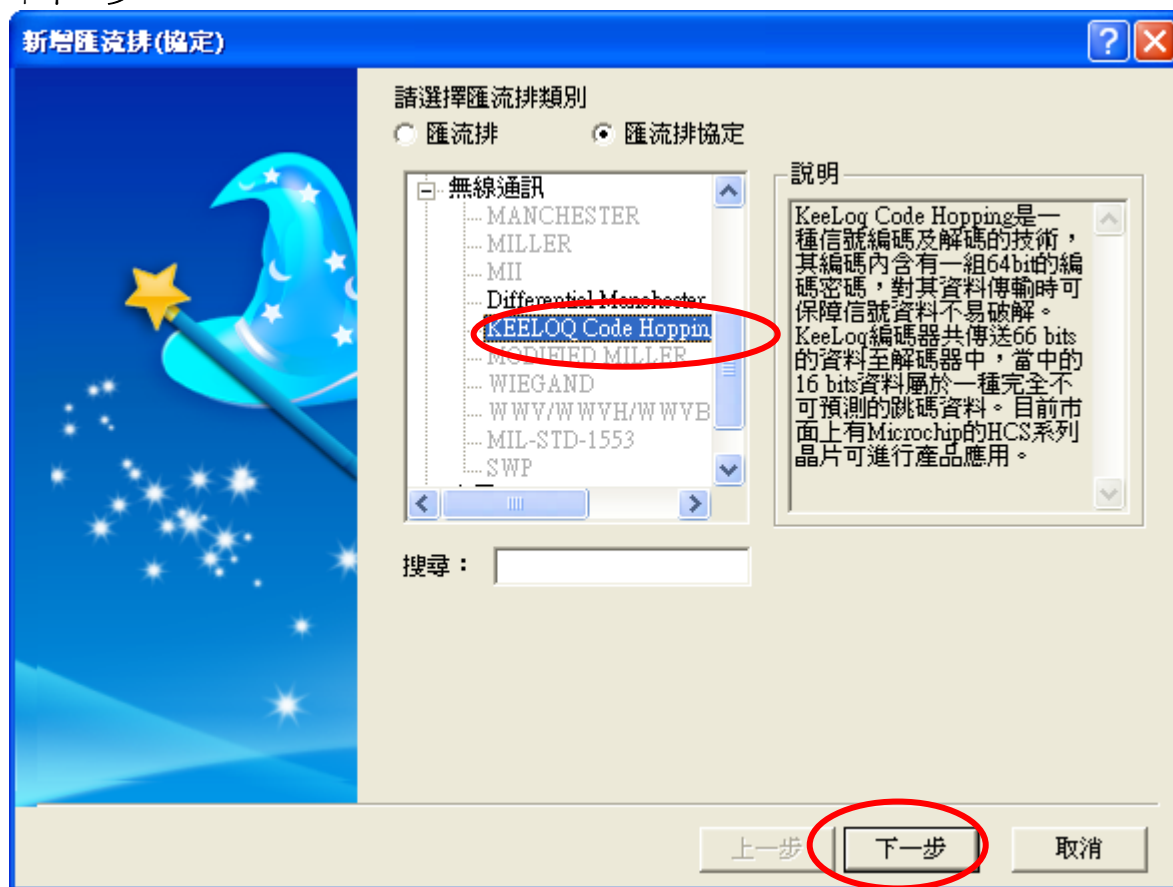 新增匯流排(協定)
請選擇匯流排類別
匯流排
匯流排協定
無線通訊
MANCHESTER
MILLER
MII
Differential Manchester
KEELOQ Code Hoppin
MODIFIED MILLER
WIEGAND
WWV/WWVH/WWVB
MIL-STD-1553
SWP
搜尋：
說明
KeeLoq Code Hopping是一
種信號編碼及解碼的技術，
其編碼內含有一組64bit的編
碼密碼，對其資料傳輸時可
保障信號資料不易破解。
KeeLoq編碼器共傳送66 bits
的資料至解碼器中，當中的
16 bits資料屬於一種完全不
可預測的跳碼資料。目前市
面上有Microchip的HCS系列
晶片可進行產品應用。
上一步
下一步
取消